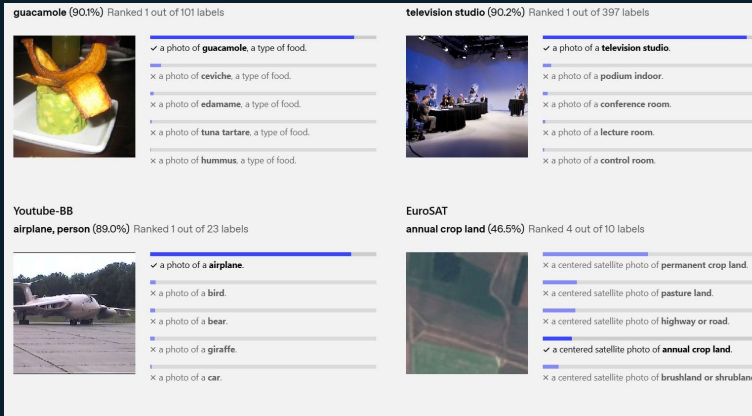 guacamole (90.1%) Ranked 1 out of 101 labels
✓ a photo of guacamole, a type of food.
× a photo of ceviche, a type of food.
× a photo of edamame, a type of food.
× a photo of tuna tartare, a type of food.
× a photo of hummus, a type of food.
television studio (90.2%) Ranked 1 out of 397 labels
✓ a photo of a television studio.
× a photo of a podium indoor.
× a photo of a conference room.
× a photo of a lecture room.
× a photo of a control room.
Youtube-BB
airplane, person (89.0%) Ranked 1 out of 23 labels
✓ a photo of a airplane.
× a photo of a bird.
× a photo of a bear.
× a photo of a giraffe.
× a photo of a car.
EuroSAT
annual crop land (46.5%) Ranked 4 out of 10 labels
× a centered satellite photo of permanent crop land.
× a centered satellite photo of pasture land.
× a centered satellite photo of highway or road.
✓ a centered satellite photo of annual crop land.
× a centered satellite photo of brushland or shrublan